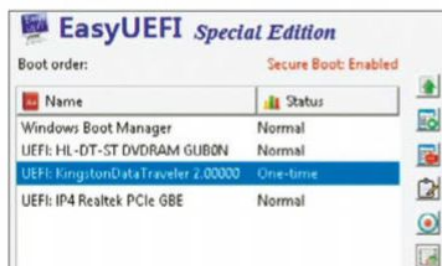 EasyUEFI Special Edition
Boot order: Secure Boot: Enabled
Name Status
Windows Boot Manager Normal
UEFI: HL-DT-ST DVDRAM GUB0N Normal
UEFI: KingstonDataTraveler 2.00000 One-time
UEFI: IP4 Realtek PCIe GBE Normal